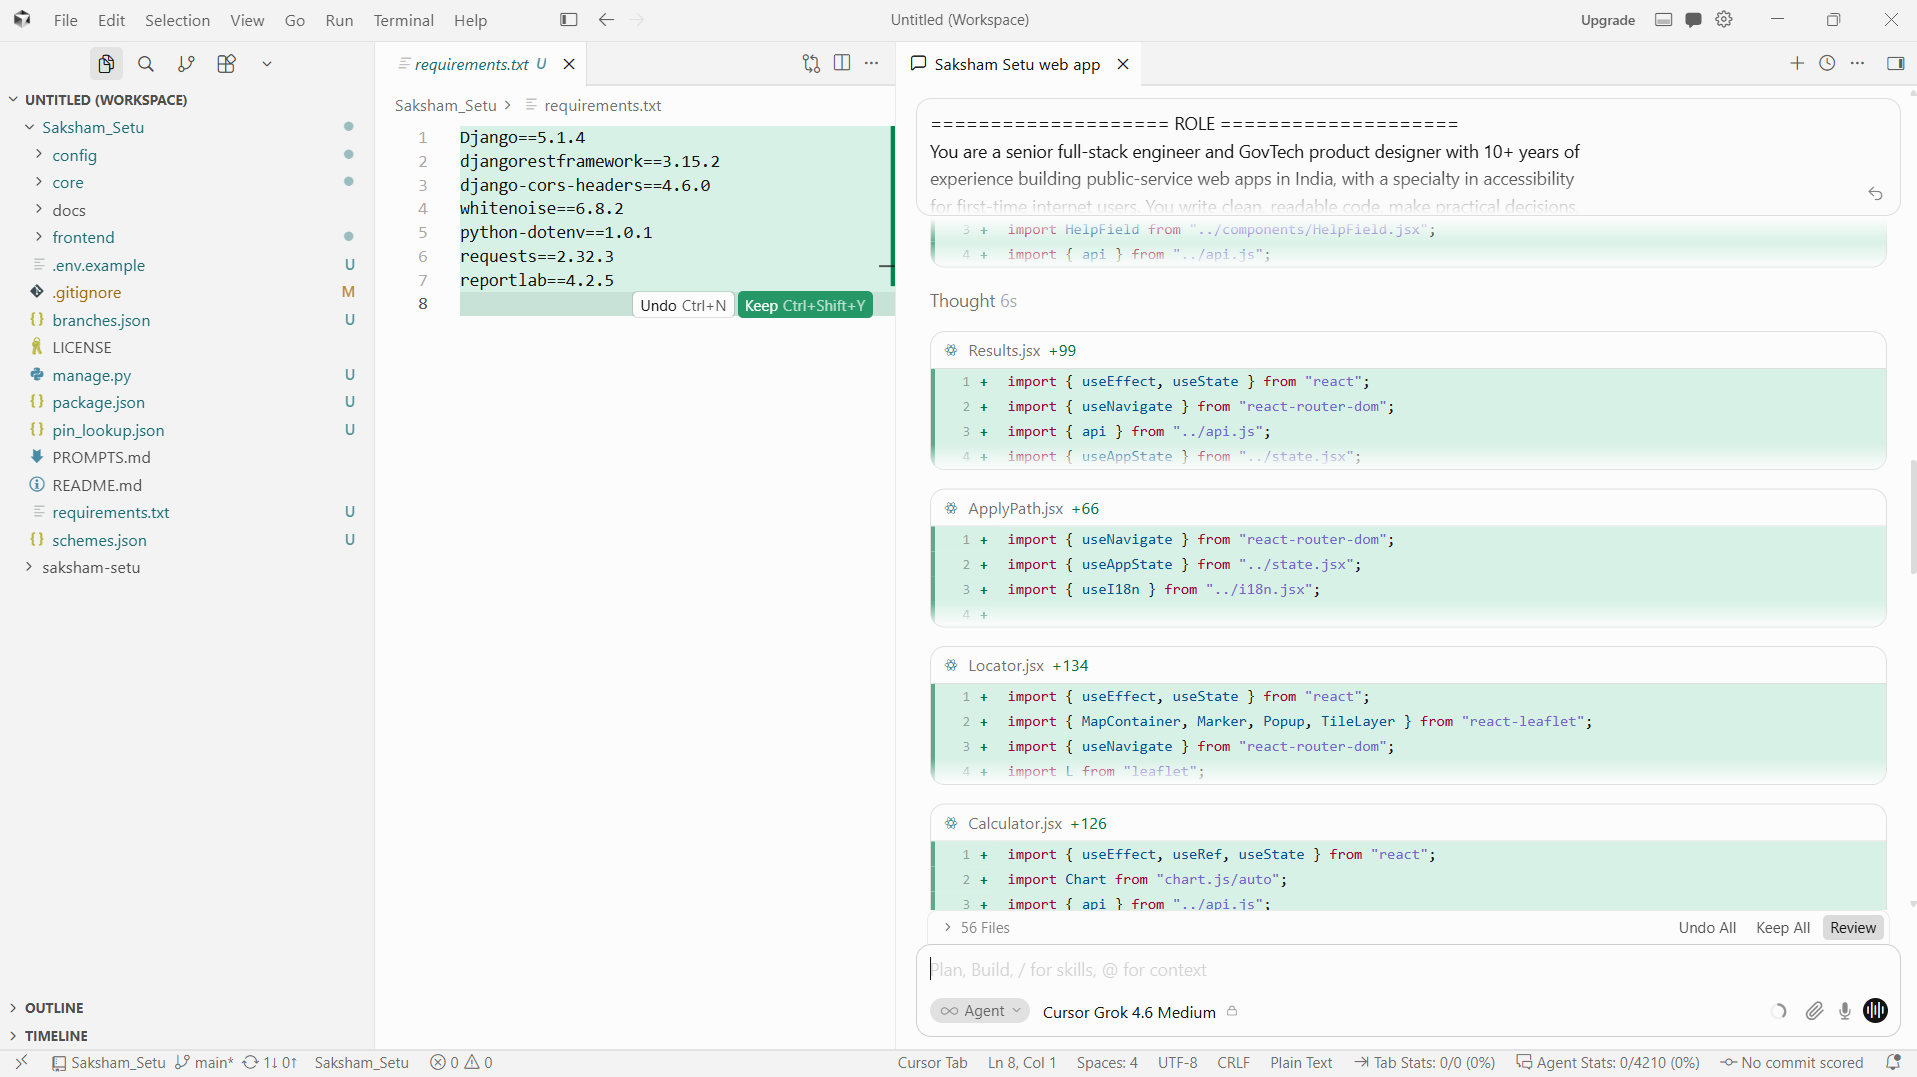 File Edit Selection View Go Run Terminal Help
Untitled (Workspace)
Upgrade
UNTITLED (WORKSPACE)
Saksham_Setu
config
core
docs
frontend
.env.example U
.gitignore M
branches.json U
LICENSE
manage.py U
package.json U
pin_lookup.json U
PROMPTS.md
README.md
requirements.txt U
schemes.json U
saksham-setu
OUTLINE
TIMELINE
requirements.txt U
Saksham_Setu > requirements.txt
1 Django==5.1.4
2 djangorestframework==3.15.2
3 django-cors-headers==4.6.0
4 whitenoise==6.8.2
5 python-dotenv==1.0.1
6 requests==2.32.3
7 reportlab==4.2.5
8
Undo Ctrl+N Keep Ctrl+Shift+Y
Saksham Setu web app
==================== ROLE ====================
You are a senior full-stack engineer and GovTech product designer with 10+ years of
experience building public-service web apps in India, with a specialty in accessibility
for first-time internet users. You write clean, readable code, make practical decisions,
3 + import HelpField from "../components/HelpField.jsx";
4 + import { api } from "../api.js";
Thought 6s
Results.jsx +99
1 + import { useEffect, useState } from "react";
2 + import { useNavigate } from "react-router-dom";
3 + import { api } from "../api.js";
4 + import { useAppState } from "../state.jsx";
ApplyPath.jsx +66
1 + import { useNavigate } from "react-router-dom";
2 + import { useAppState } from "../state.jsx";
3 + import { useI18n } from "../i18n.jsx";
4 +
Locator.jsx +134
1 + import { useEffect, useState } from "react";
2 + import { MapContainer, Marker, Popup, TileLayer } from "react-leaflet";
3 + import { useNavigate } from "react-router-dom";
4 + import L from "leaflet";
Calculator.jsx +126
1 + import { useEffect, useRef, useState } from "react";
2 + import Chart from "chart.js/auto";
3 + import { api } from "../api.js";
56 Files
Undo All Keep All Review
Plan, Build, / for skills, @ for context
Agent Cursor Grok 4.6 Medium
Saksham_Setu main* 1↓ 0↑ Saksham_Setu 0 0
Cursor Tab Ln 8, Col 1 Spaces: 4 UTF-8 CRLF Plain Text Tab Stats: 0/0 (0%) Agent Stats: 0/4210 (0%) No commit scored